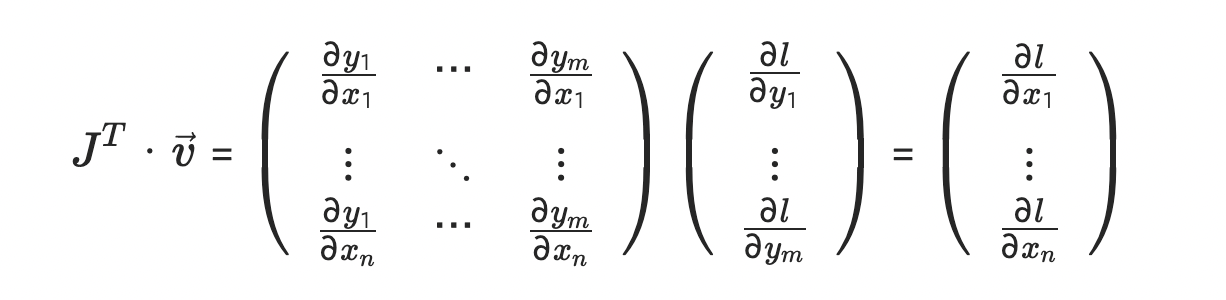 $J^T \cdot \vec{v} = \begin{pmatrix} \frac{\partial y_1}{\partial x_1} & \cdots & \frac{\partial y_m}{\partial x_1} \\ \vdots & \ddots & \vdots \\ \frac{\partial y_1}{\partial x_n} & \cdots & \frac{\partial y_m}{\partial x_n} \end{pmatrix} \begin{pmatrix} \frac{\partial l}{\partial y_1} \\ \vdots \\ \frac{\partial l}{\partial y_m} \end{pmatrix} = \begin{pmatrix} \frac{\partial l}{\partial x_1} \\ \vdots \\ \frac{\partial l}{\partial x_n} \end{pmatrix}$